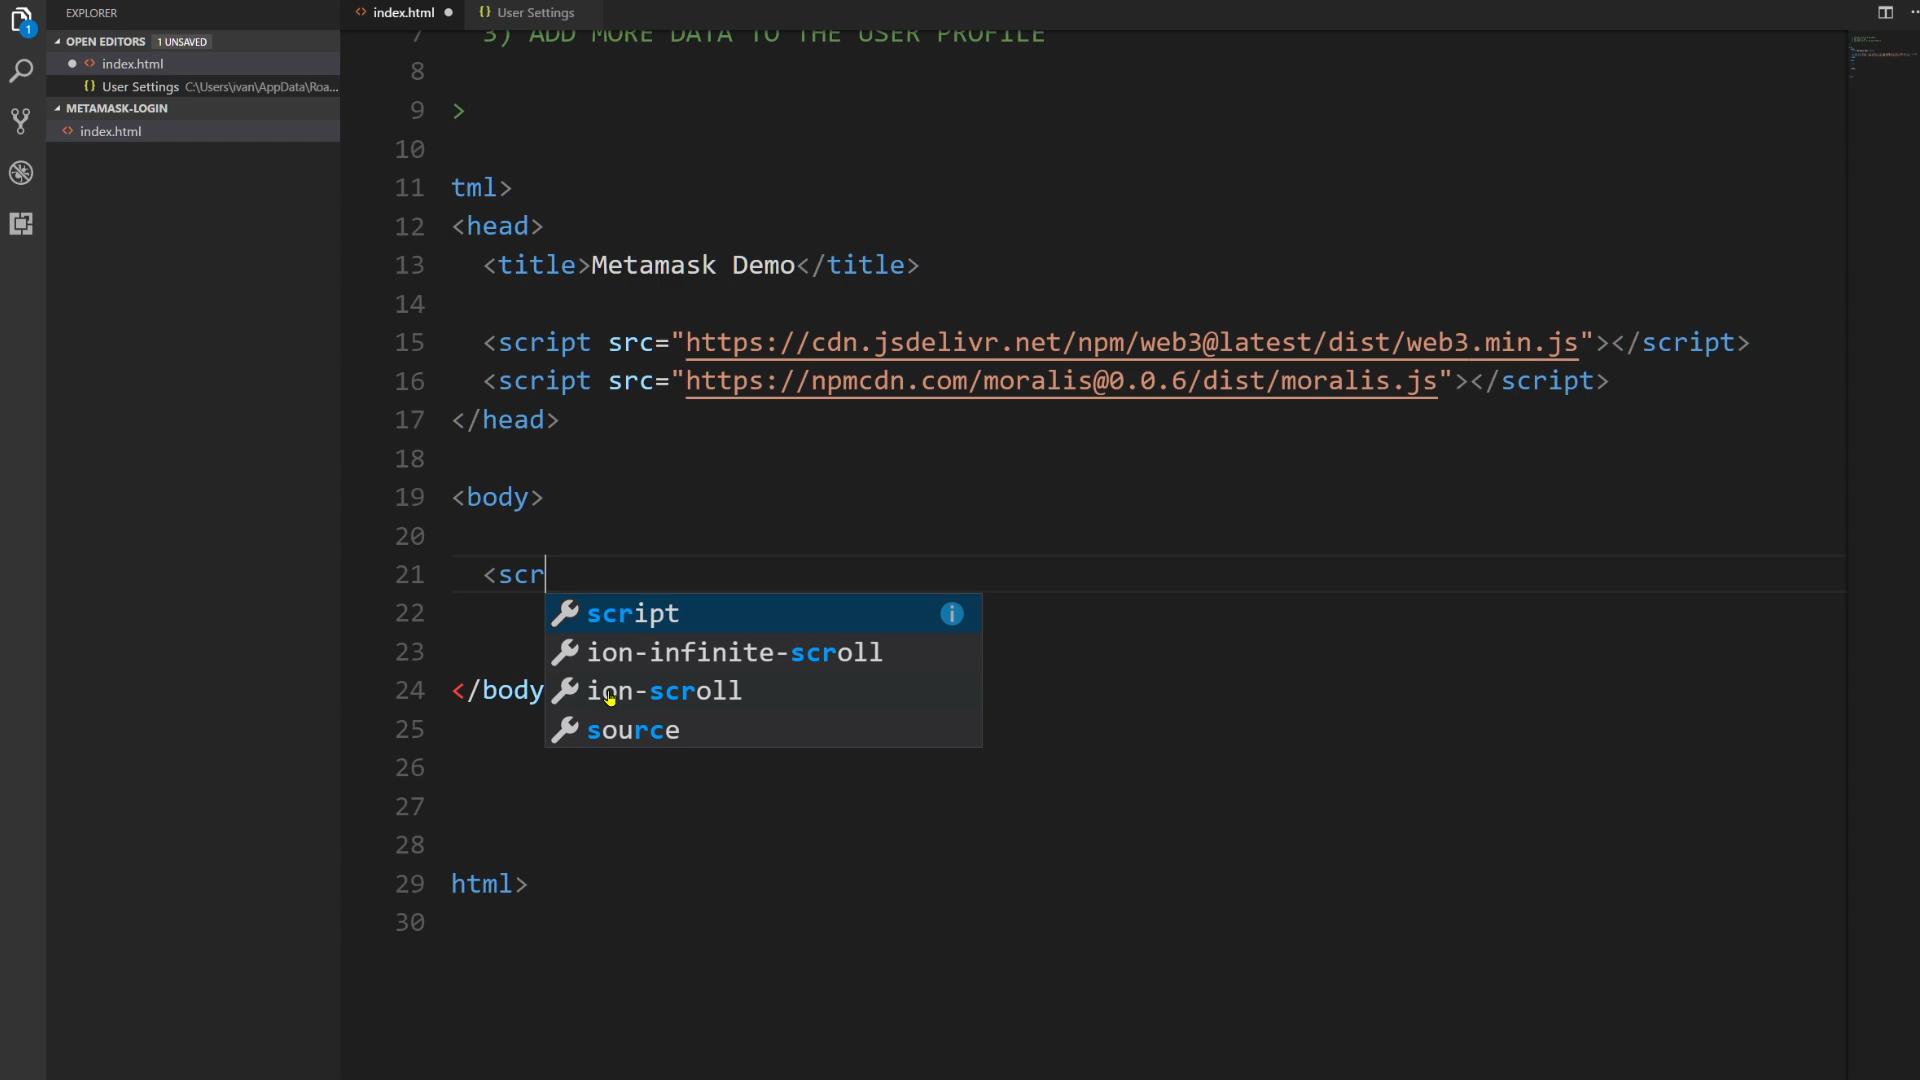 EXPLORER
OPEN EDITORS 1 UNSAVED
index.html
User Settings C:\Users\ivan\AppData\Roa...
METAMASK-LOGIN
index.html
1
index.html
User Settings
7 3) ADD MORE DATA TO THE USER PROFILE
8
9 >
10
11 tml>
12 <head>
13 <title>Metamask Demo</title>
14
15 <script src="https://cdn.jsdelivr.net/npm/web3@latest/dist/web3.min.js"></script>
16 <script src="https://npmcdn.com/moralis@0.0.6/dist/moralis.js"></script>
17 </head>
18
19 <body>
20
21 <scr
script
ion-infinite-scroll
ion-scroll
source
22
23
24 </body
25
26
27
28
29 html>
30